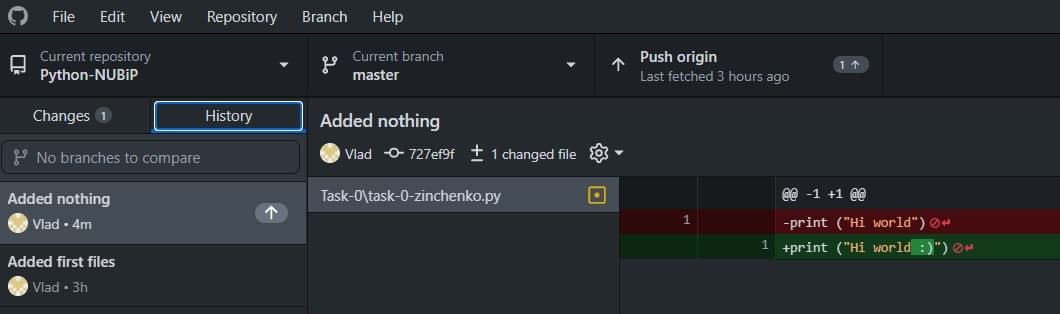 File Edit View Repository Branch Help
Current repository
Python-NUBiP
Current branch
master
Push origin
Last fetched 3 hours ago
1
Changes 1
History
No branches to compare
Added nothing
Vlad • 4m
Added first files
Vlad • 3h
Added nothing
Vlad 727ef9f 1 changed file
Task-0\task-0-zinchenko.py
@@ -1 +1 @@
1 -print ("Hi world")
1 +print ("Hi world :)")